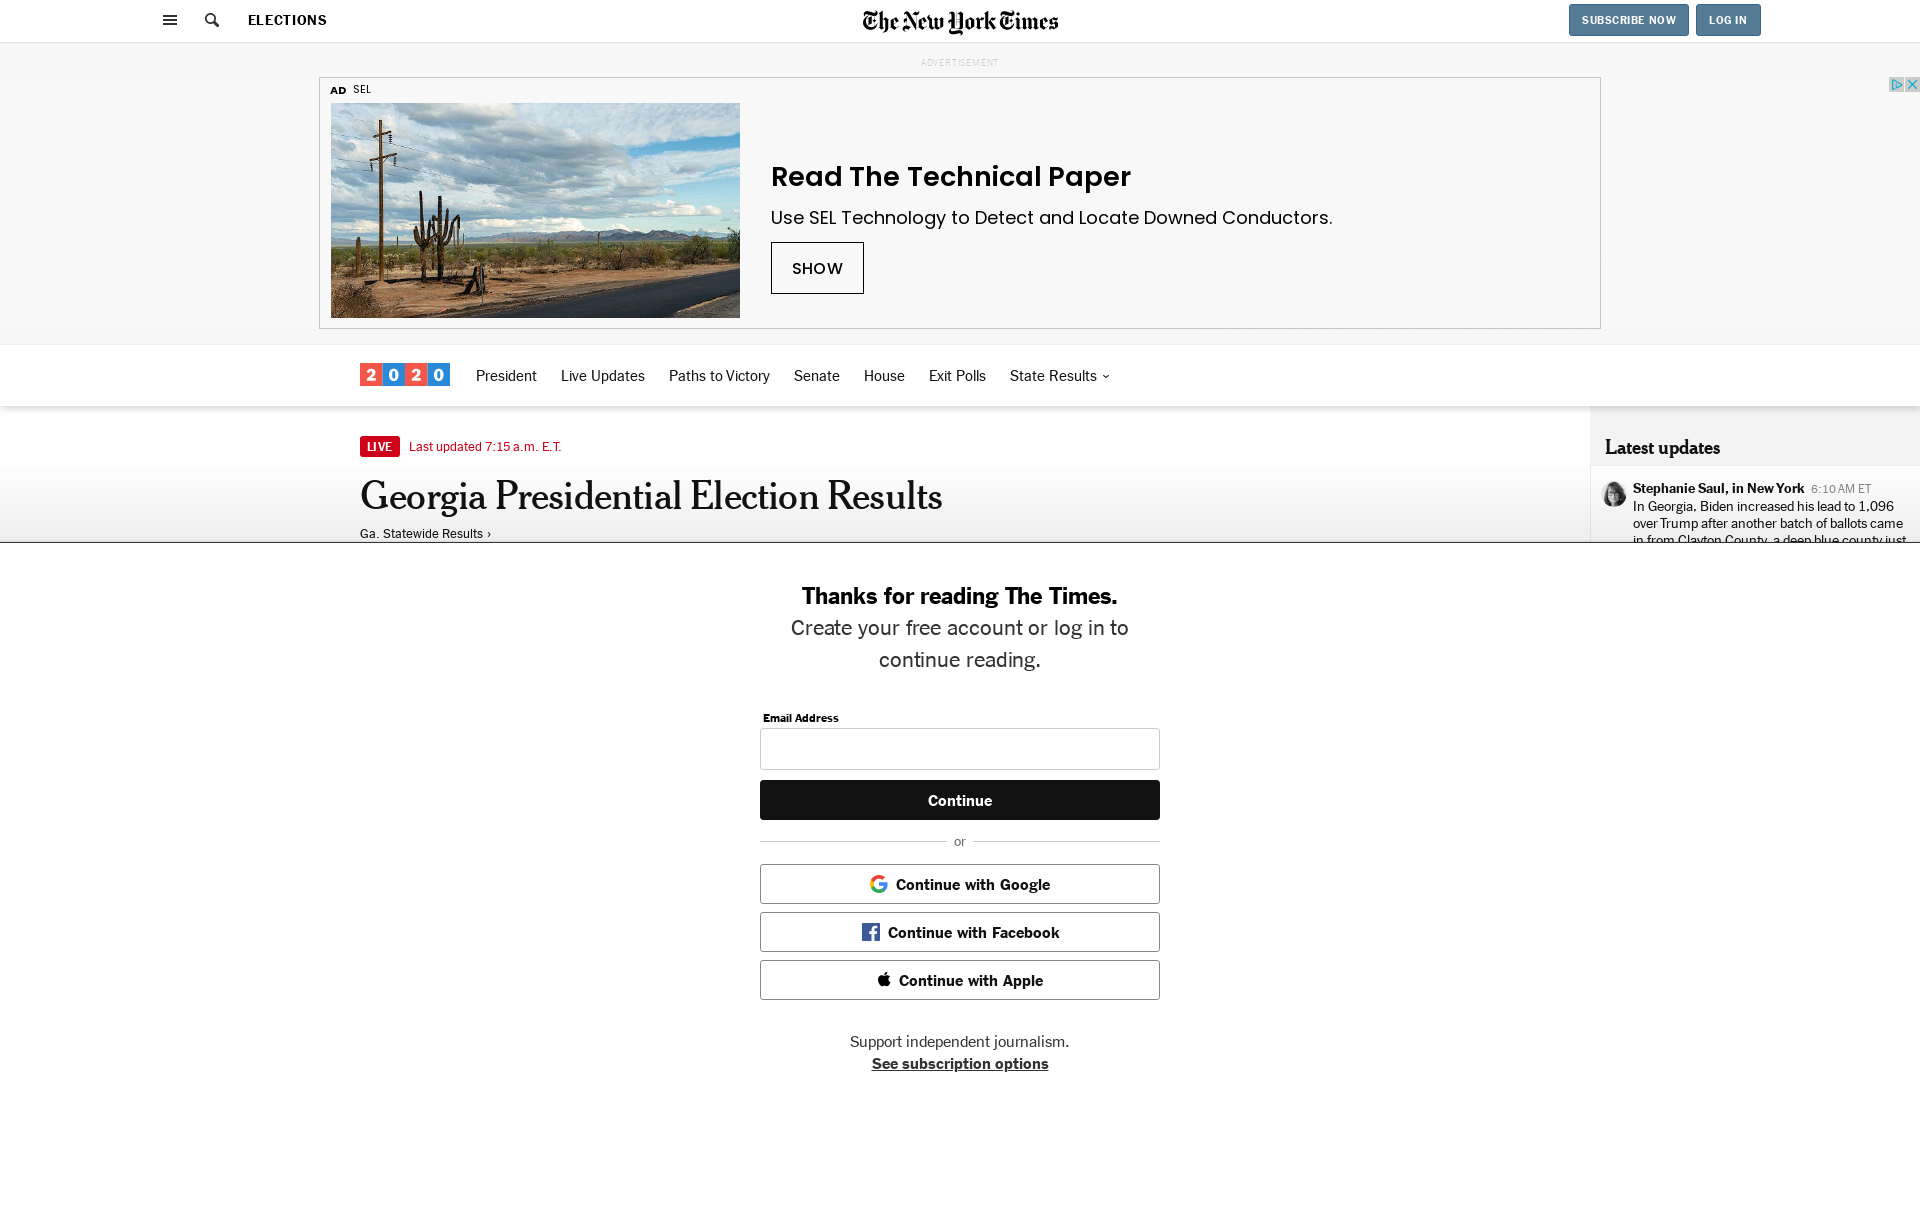 ELECTIONS
The New York Times
SUBSCRIBE NOW
LOG IN
ADVERTISEMENT
AD SEL
Read The Technical Paper
Use SEL Technology to Detect and Locate Downed Conductors.
SHOW
2020
President
Live Updates
Paths to Victory
Senate
House
Exit Polls
State Results
LIVE Last updated 7:15 a.m. E.T.
Georgia Presidential Election Results
Ga. Statewide Results ›
Latest updates
Stephanie Saul, in New York 6:10 AM ET
In Georgia, Biden increased his lead to 1,096
over Trump after another batch of ballots came
in from Clayton County, a deep blue county just
Thanks for reading The Times.
Create your free account or log in to
continue reading.
Email Address
Continue
or
Continue with Google
Continue with Facebook
Continue with Apple
Support independent journalism.
See subscription options